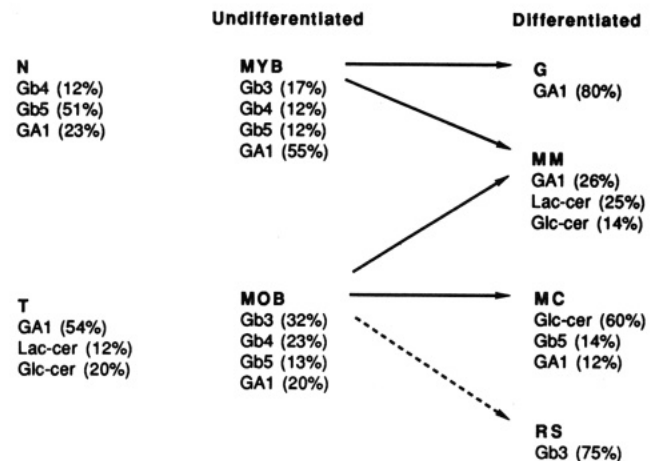 Undifferentiated
Differentiated
N
Gb4 (12%)
Gb5 (51%)
GA1 (23%)
MYB
Gb3 (17%)
Gb4 (12%)
Gb5 (12%)
GA1 (55%)
G
GA1 (80%)
MM
GA1 (26%)
Lac-cer (25%)
Glc-cer (14%)
T
GA1 (54%)
Lac-cer (12%)
Glc-cer (20%)
MOB
Gb3 (32%)
Gb4 (23%)
Gb5 (13%)
GA1 (20%)
MC
Glc-cer (60%)
Gb5 (14%)
GA1 (12%)
RS
Gb3 (75%)